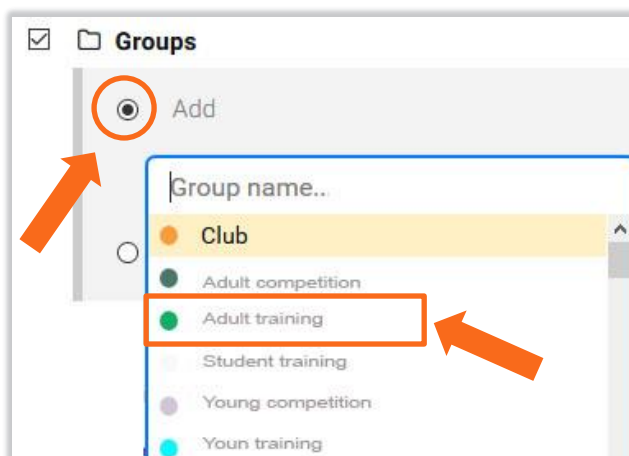 Groups
Add
Group name..
Club
Adult competition
Adult training
Student training
Young competition
Youn training